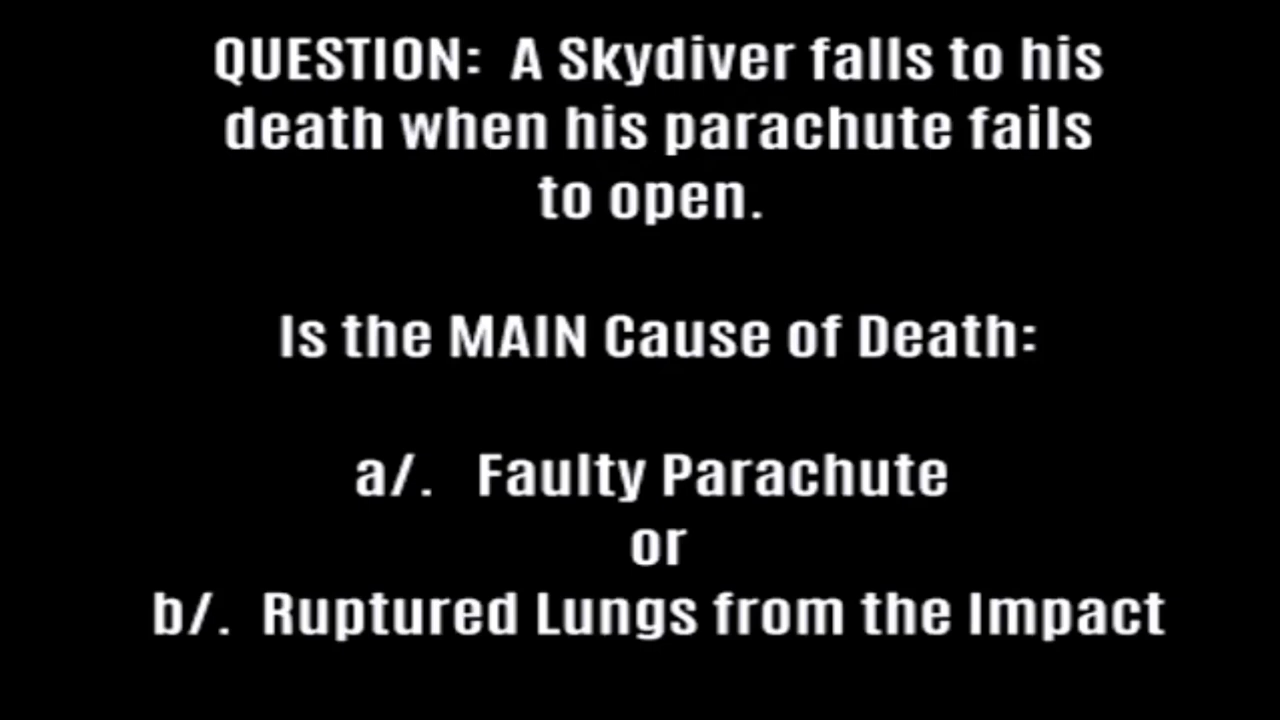 QUESTION:  A Skydiver falls to his
death when his parachute fails
to open.
Is the MAIN Cause of Death:
a/.   Faulty Parachute
or
b/.  Ruptured Lungs from the Impact